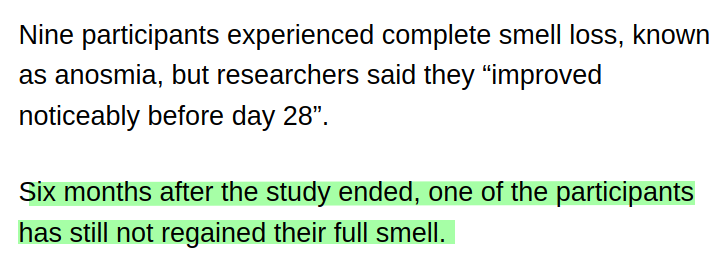 Nine participants experienced complete smell loss, known
as anosmia, but researchers said they “improved
noticeably before day 28”.
Six months after the study ended, one of the participants
has still not regained their full smell.